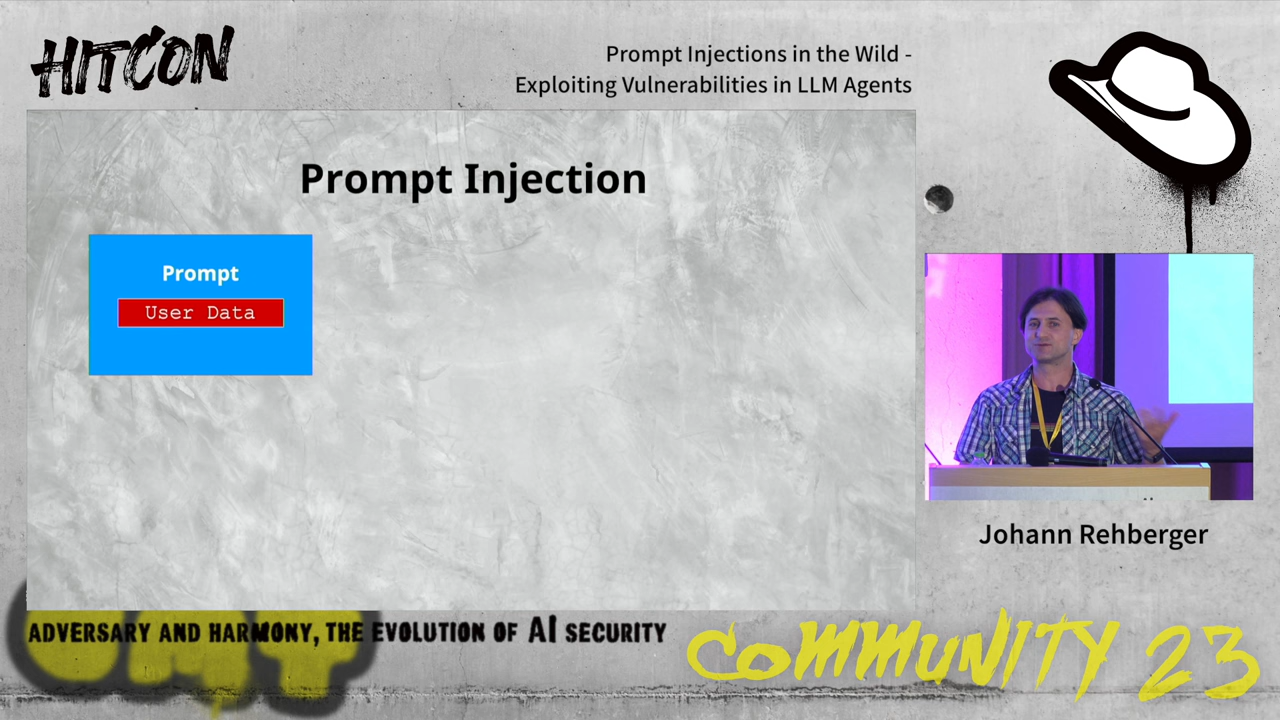 HITCON
Prompt Injections in the Wild -
Exploiting Vulnerabilities in LLM Agents
Prompt Injection
Prompt
User Data
Johann Rehberger
ADVERSARY AND HARMONY, THE EVOLUTION OF AI SECURITY
COMMUNITY 23